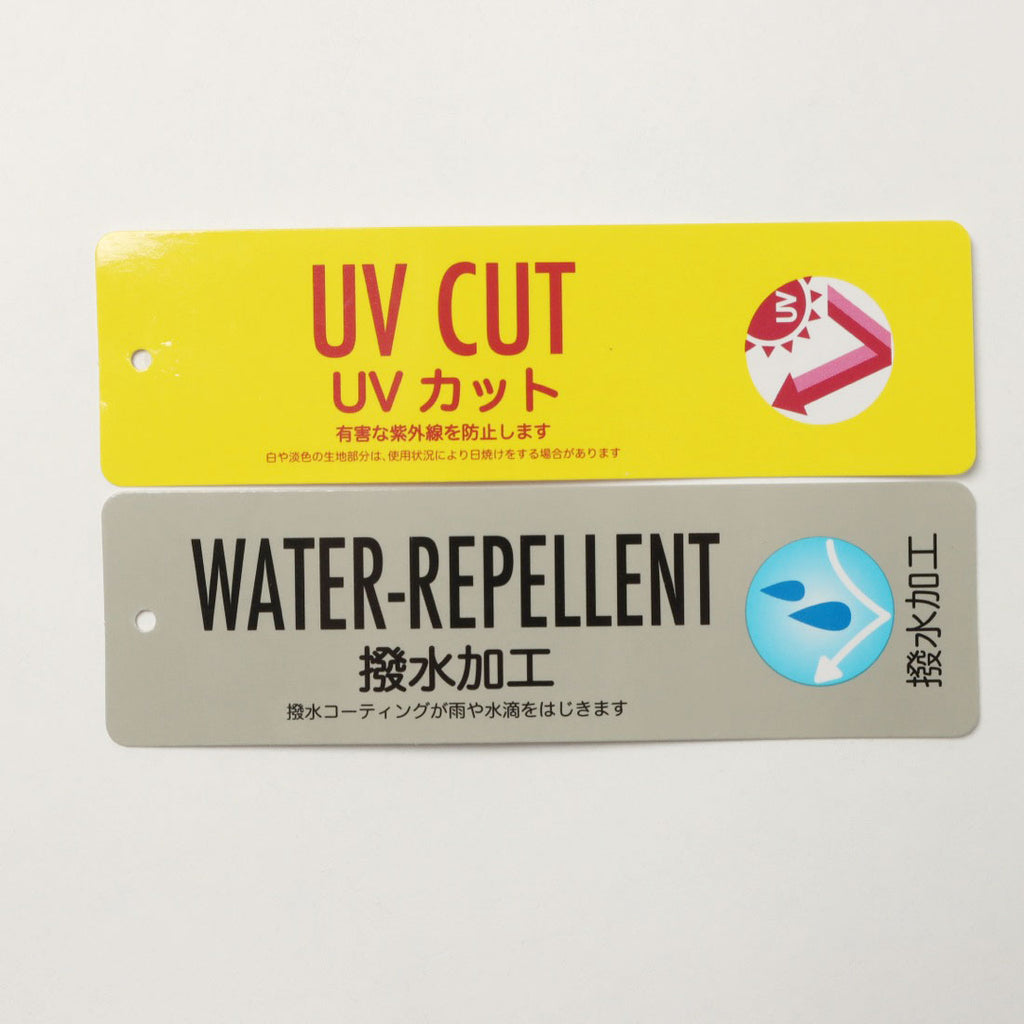 UV CUT
UV カット
有害な紫外線を防止します
白や淡色の生地部分は、使用状況により日焼けをする場合があります
UV
WATER-REPELLENT
撥水加工
撥水コーティングが雨や水滴をはじきます
撥水加工